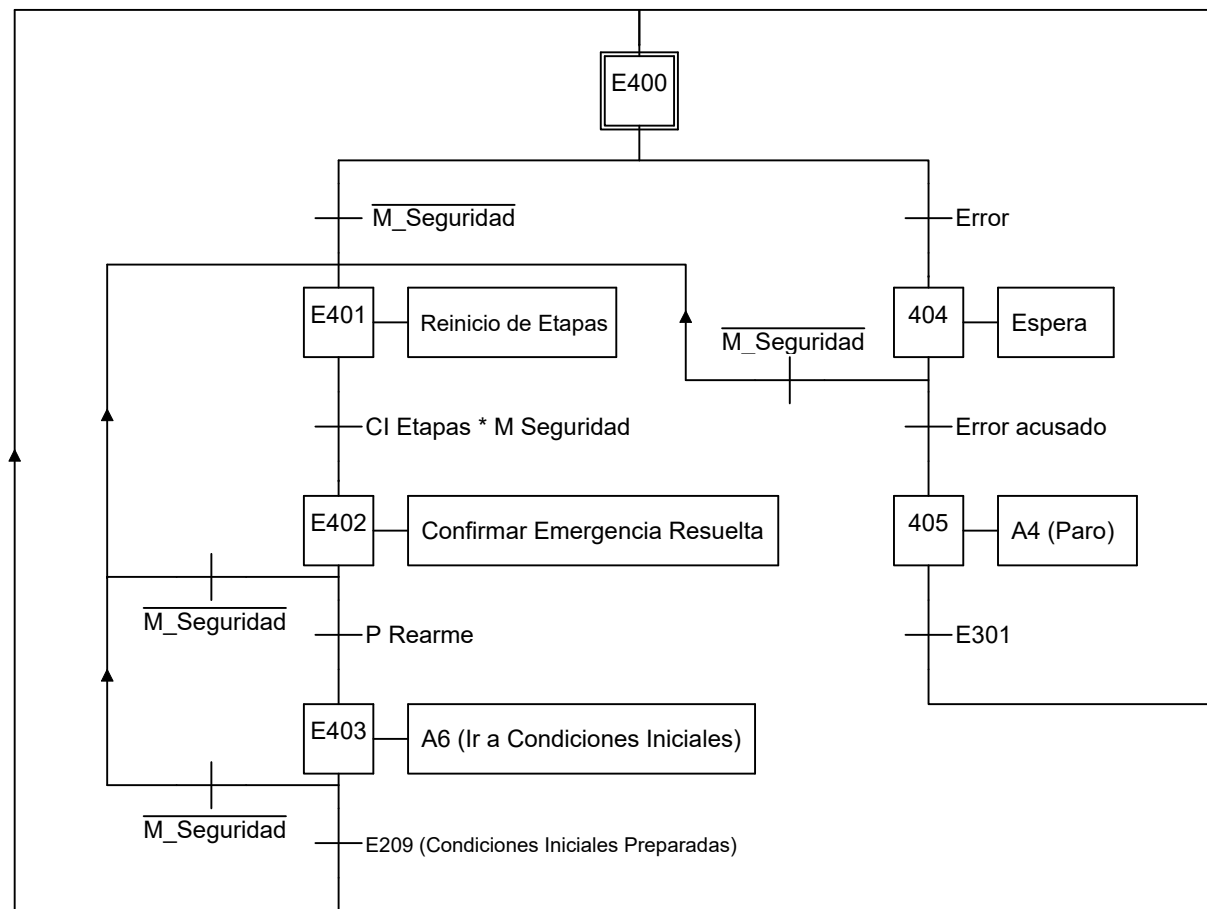 E400
M_Seguridad
Error
E401
Reinicio de Etapas
404
Espera
M_Seguridad
CI Etapas * M Seguridad
Error acusado
E402
Confirmar Emergencia Resuelta
405
A4 (Paro)
M_Seguridad
P Rearme
E301
E403
A6 (Ir a Condiciones Iniciales)
M_Seguridad
E209 (Condiciones Iniciales Preparadas)